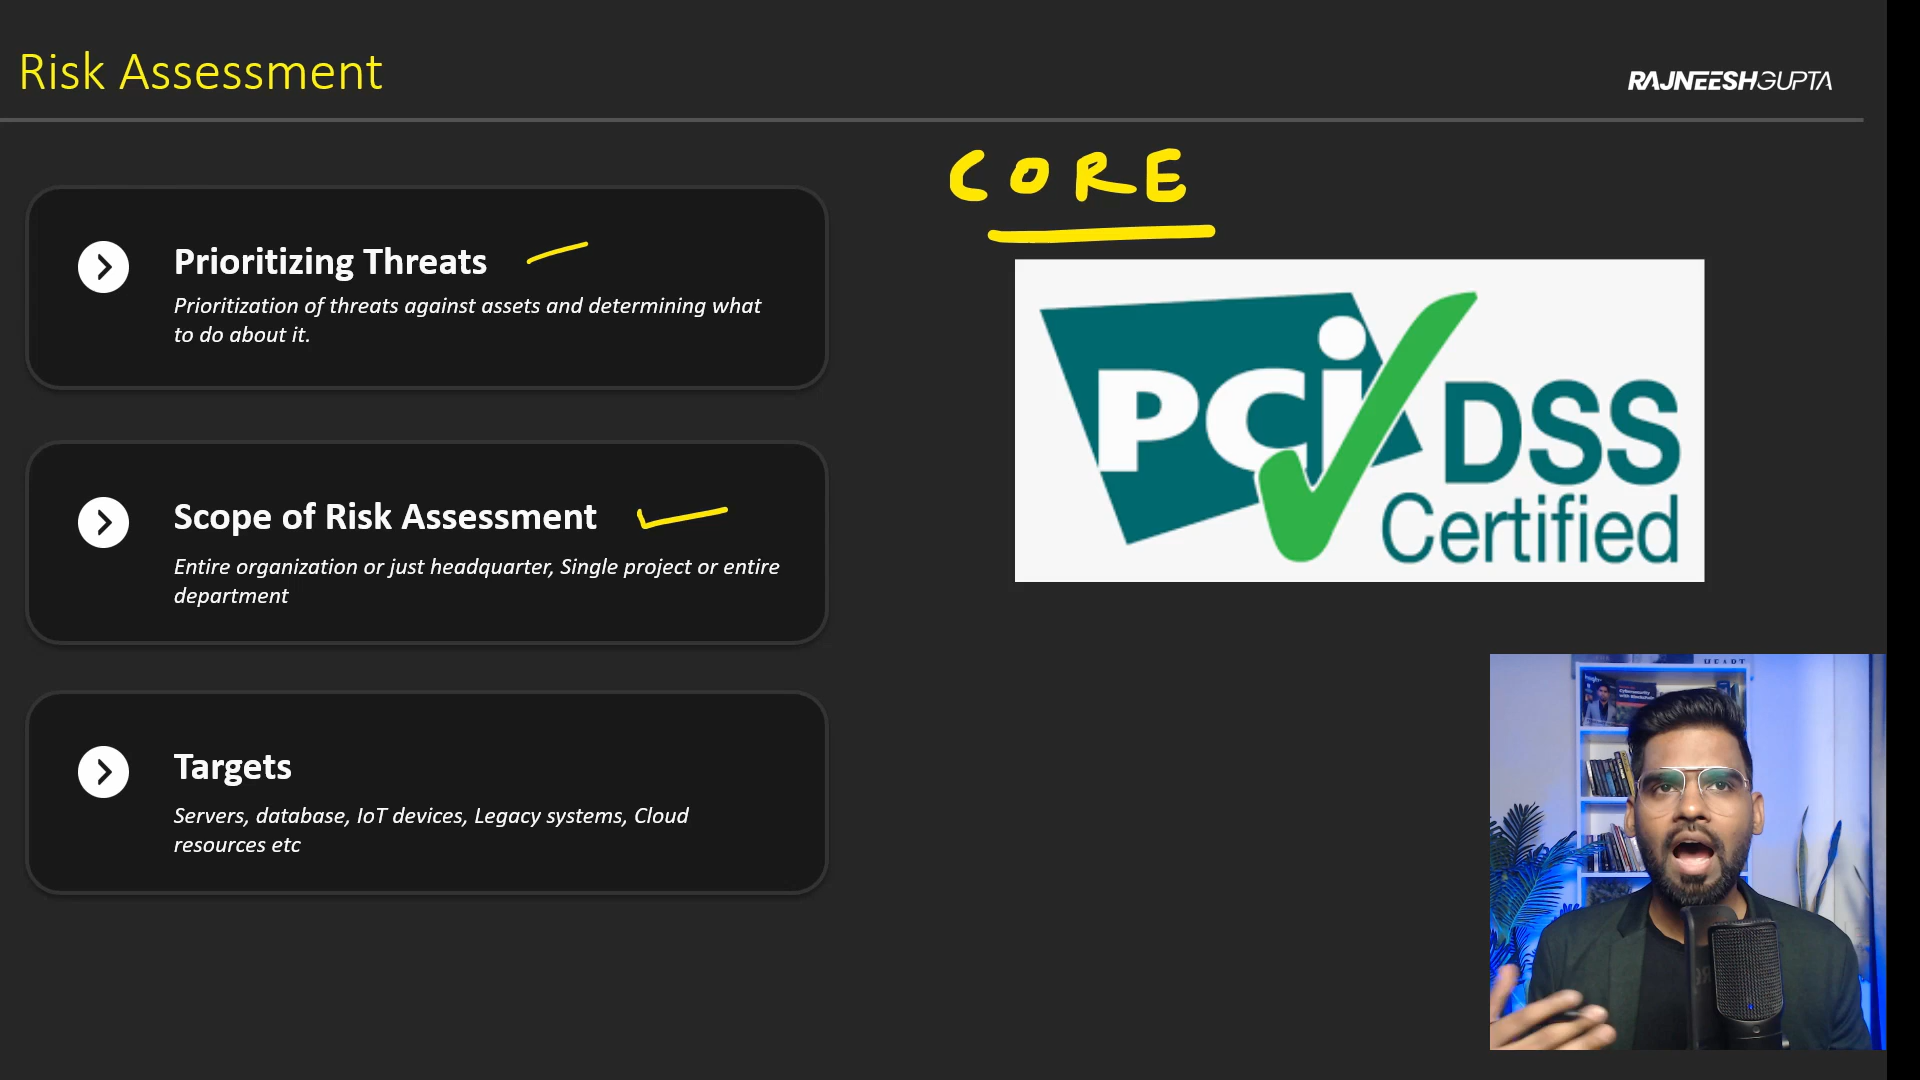 Risk Assessment
RAJNEESHGUPTA
CORE
Prioritizing Threats
Prioritization of threats against assets and determining what
to do about it.
PCi DSS
Certified
Scope of Risk Assessment
Entire organization or just headquarter, Single project or entire
department
Targets
Servers, database, IoT devices, Legacy systems, Cloud
resources etc
HEART